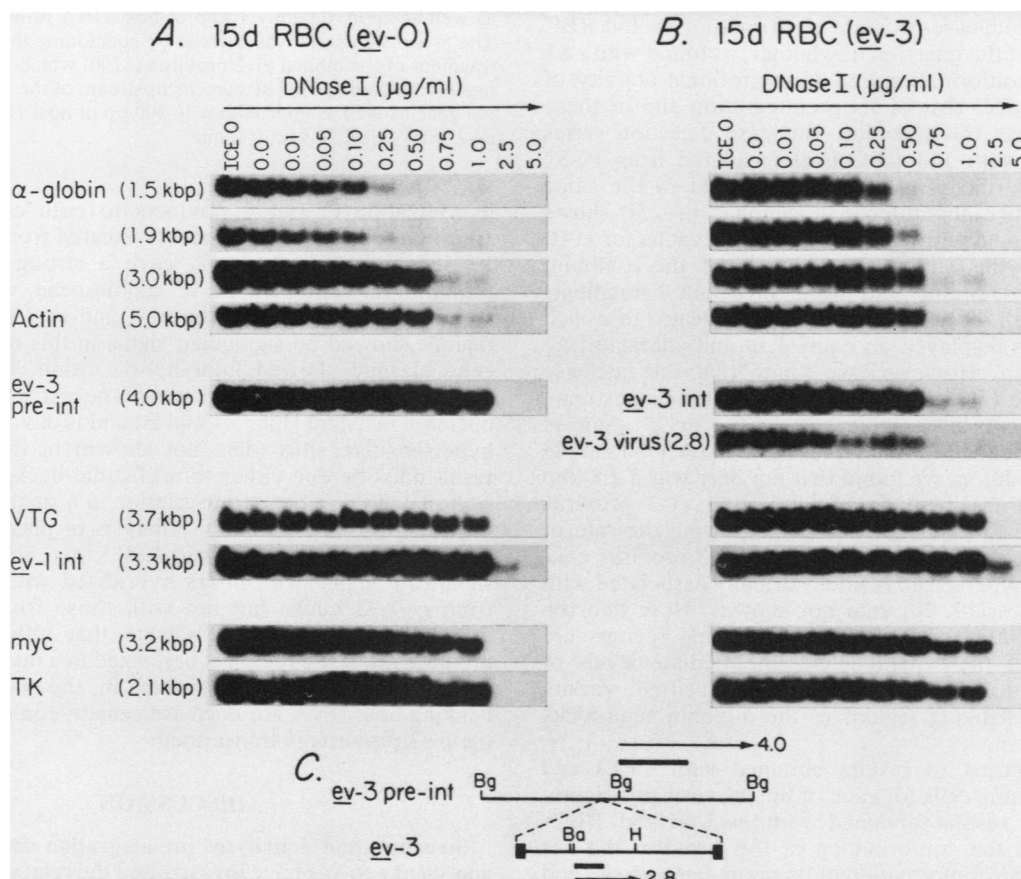 A. 15d RBC (ev-0)
DNase I (µg/ml)
ICE 0
0.0
0.01
0.05
0.10
0.25
0.50
0.75
1.0
2.5
5.0
α-globin (1.5 kbp)
(1.9 kbp)
(3.0 kbp)
Actin (5.0 kbp)
ev-3 pre-int (4.0 kbp)
VTG (3.7 kbp)
ev-1 int (3.3 kbp)
myc (3.2 kbp)
TK (2.1 kbp)
B. 15d RBC (ev-3)
DNase I (µg/ml)
ICE 0
0.0
0.01
0.05
0.10
0.25
0.50
0.75
1.0
2.5
5.0
ev-3 int
ev-3 virus (2.8)
C.
4.0
ev-3 pre-int
Bg
Bg
Bg
ev-3
Ba
H
2.8